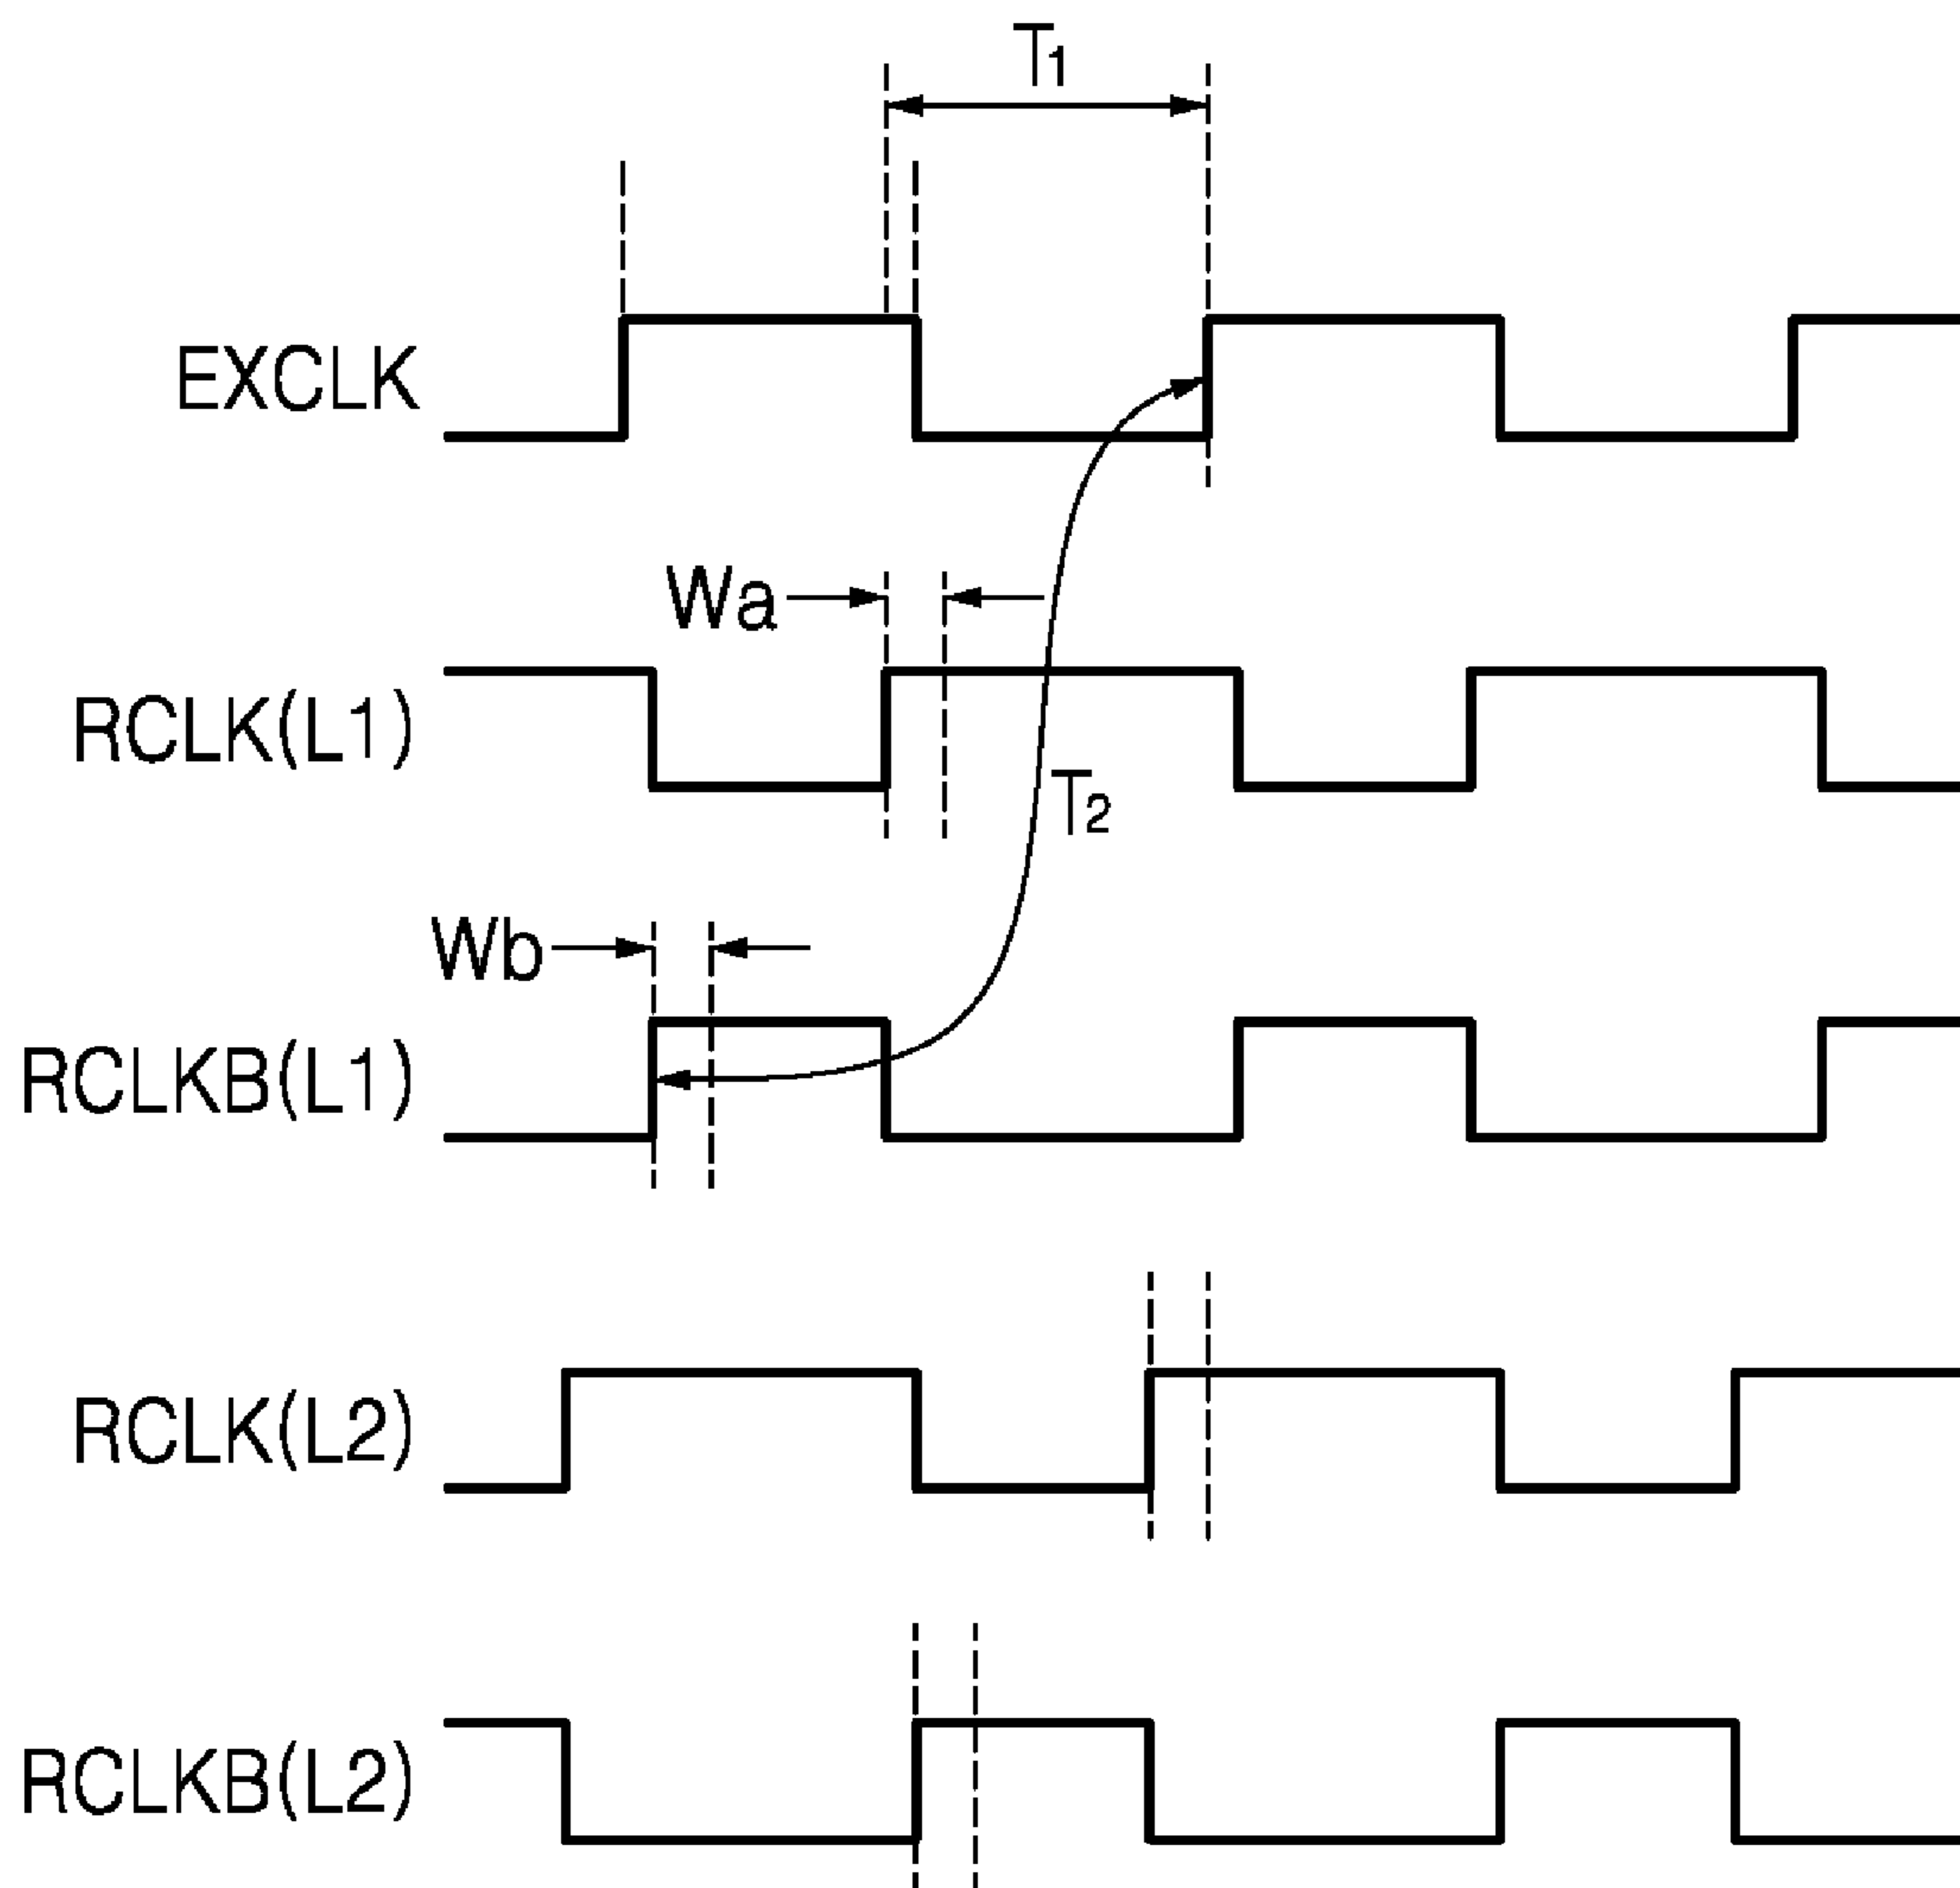 T1
EXCLK
Wa
RCLK(L1)
T2
Wb
RCLKB(L1)
RCLK(L2)
RCLKB(L2)